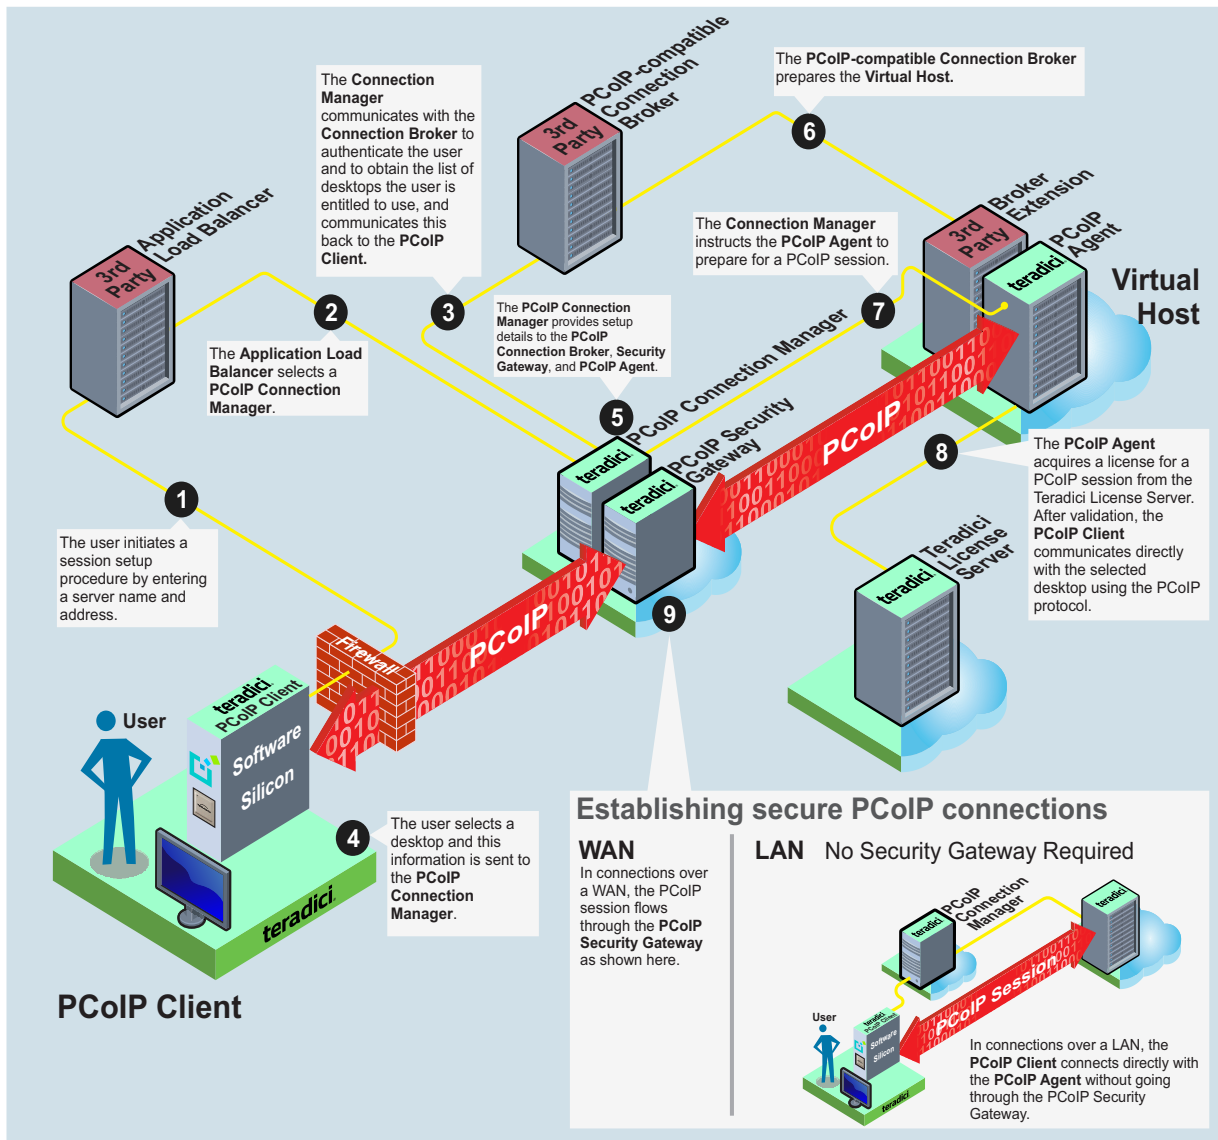 The PCoIP-compatible Connection Broker
prepares the Virtual Host.
6
PCoIP-compatible
Connection
Broker
3rd
Party
The Connection
Manager
communicates with the
Connection Broker to
authenticate the user
and to obtain the list of
desktops the user is
entitled to use, and
communicates this
back to the PCoIP
Client.
3
Application
Load Balancer
3rd
Party
2
The Application Load
Balancer selects a
PCoIP Connection
Manager.
The PCoIP Connection
Manager provides setup
details to the PCoIP
Connection Broker, Security
Gateway, and PCoIP Agent.
5
The Connection Manager
instructs the PCoIP Agent to
prepare for a PCoIP session.
7
Broker
Extension
3rd
Party
PCoIP
Agent
teradici
Virtual
Host
PCoIP Connection Manager
teradici
PCoIP Security
Gateway
teradici
PCoIP
8
The PCoIP Agent
acquires a license for a
PCoIP session from the
Teradici License Server.
After validation, the
PCoIP Client
communicates directly
with the selected
desktop using the PCoIP
protocol.
Teradici
License
Server
teradici
1
The user initiates a
session setup
procedure by entering
a server name and
address.
Firewall
PCoIP
9
User
teradici
PCoIP Client
Software
Silicon
4
The user selects a
desktop and this
information is sent to
the PCoIP
Connection
Manager.
teradici
PCoIP Client
Establishing secure PCoIP connections
WAN
In connections over
a WAN, the PCoIP
session flows
through the PCoIP
Security Gateway
as shown here.
LAN No Security Gateway Required
PCoIP
Connection
Manager
teradici
teradici
PCoIP Session
User
teradici
PCoIP Client
Software
Silicon
teradici
In connections over a LAN, the
PCoIP Client connects directly with
the PCoIP Agent without going
through the PCoIP Security
Gateway.